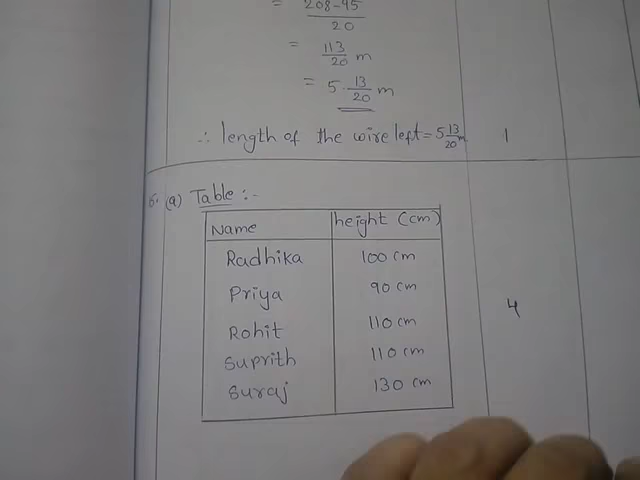 = 208-95
20
= 113
20 m
= 5 13
20 m
∴ length of the wire left = 5 13/20 m 1
6. (a) Table :-
Name height (cm)
Radhika 100 cm
Priya 90 cm
Rohit 110 cm
Suprith 110 cm
Suraj 130 cm
4